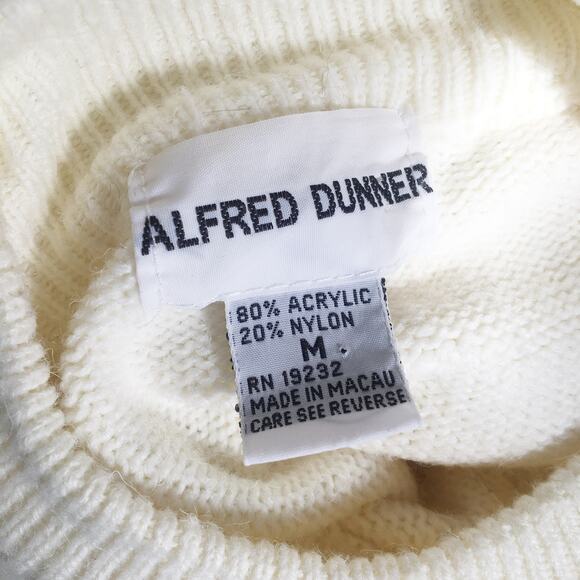 ALFRED DUNNER
80% ACRYLIC
20% NYLON
M
RN 19232
MADE IN MACAU
CARE SEE REVERSE